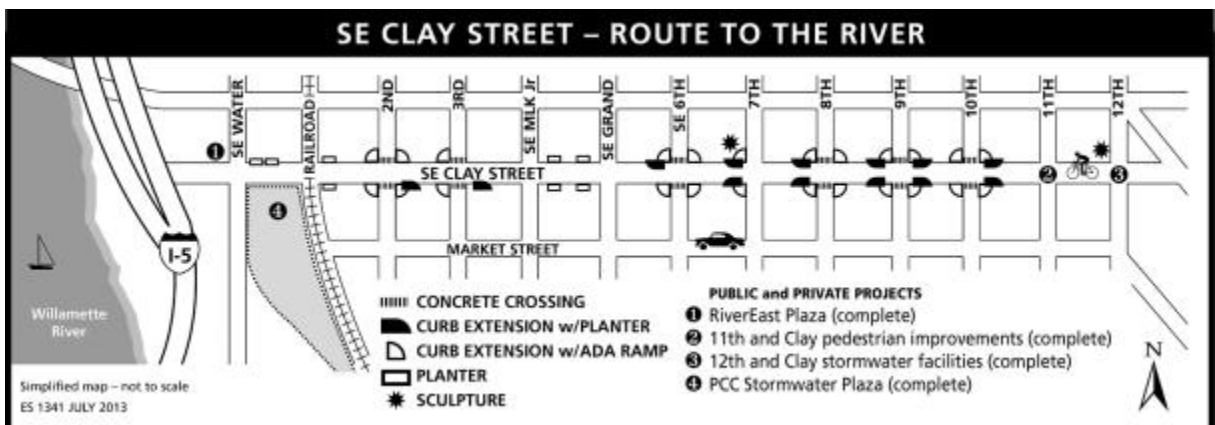 SE CLAY STREET – ROUTE TO THE RIVER
SE WATER
RAILROAD
2ND
3RD
SE MLK Jr
SE GRAND
SE 6TH
7TH
8TH
9TH
10TH
11TH
12TH
1
SE CLAY STREET
2
3
4
I-5
MARKET STREET
Willamette
River
CONCRETE CROSSING
CURB EXTENSION w/PLANTER
CURB EXTENSION w/ADA RAMP
PLANTER
SCULPTURE
PUBLIC and PRIVATE PROJECTS
1 RiverEast Plaza (complete)
2 11th and Clay pedestrian improvements (complete)
3 12th and Clay stormwater facilities (complete)
4 PCC Stormwater Plaza (complete)
N
Simplified map – not to scale
ES 1341 JULY 2013